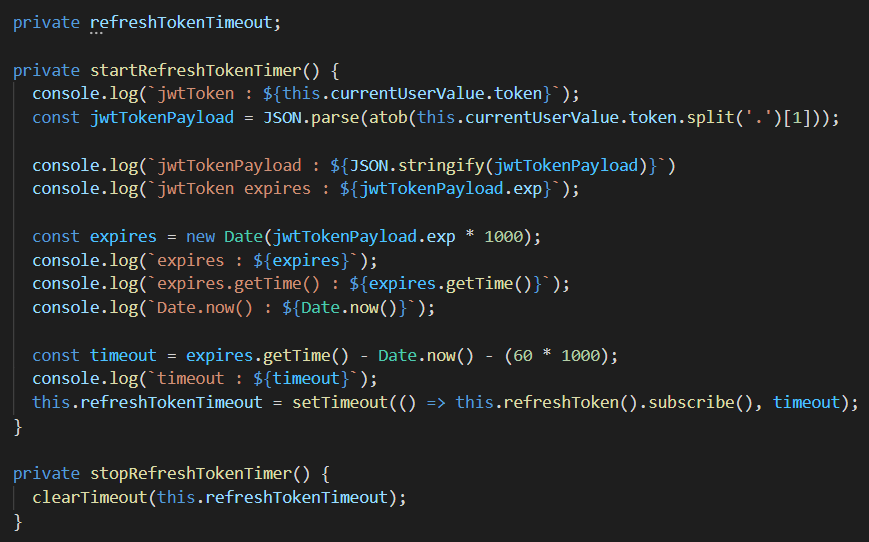 private refreshTokenTimeout;
private startRefreshTokenTimer() {
console.log(`jwtToken : ${this.currentUserValue.token}`);
const jwtTokenPayload = JSON.parse(atob(this.currentUserValue.token.split('.')[1]));
console.log(`jwtTokenPayload : ${JSON.stringify(jwtTokenPayload)}`)
console.log(`jwtToken expires : ${jwtTokenPayload.exp}`);
const expires = new Date(jwtTokenPayload.exp * 1000);
console.log(`expires : ${expires}`);
console.log(`expires.getTime() : ${expires.getTime()}`);
console.log(`Date.now() : ${Date.now()}`);
const timeout = expires.getTime() - Date.now() - (60 * 1000);
console.log(`timeout : ${timeout}`);
this.refreshTokenTimeout = setTimeout(() => this.refreshToken().subscribe(), timeout);
}
private stopRefreshTokenTimer() {
clearTimeout(this.refreshTokenTimeout);
}